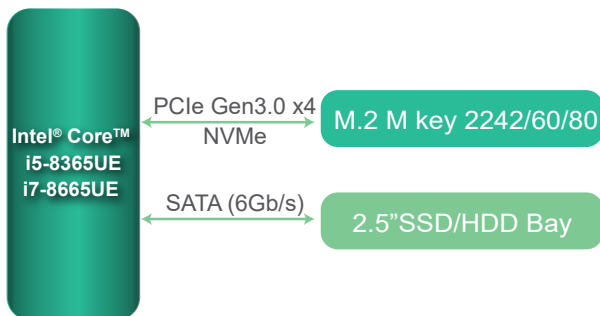 Intel® Core™
i5-8365UE
i7-8665UE
PCIe Gen3.0 x4
NVMe
M.2 M key 2242/60/80
SATA (6Gb/s)
2.5”SSD/HDD Bay